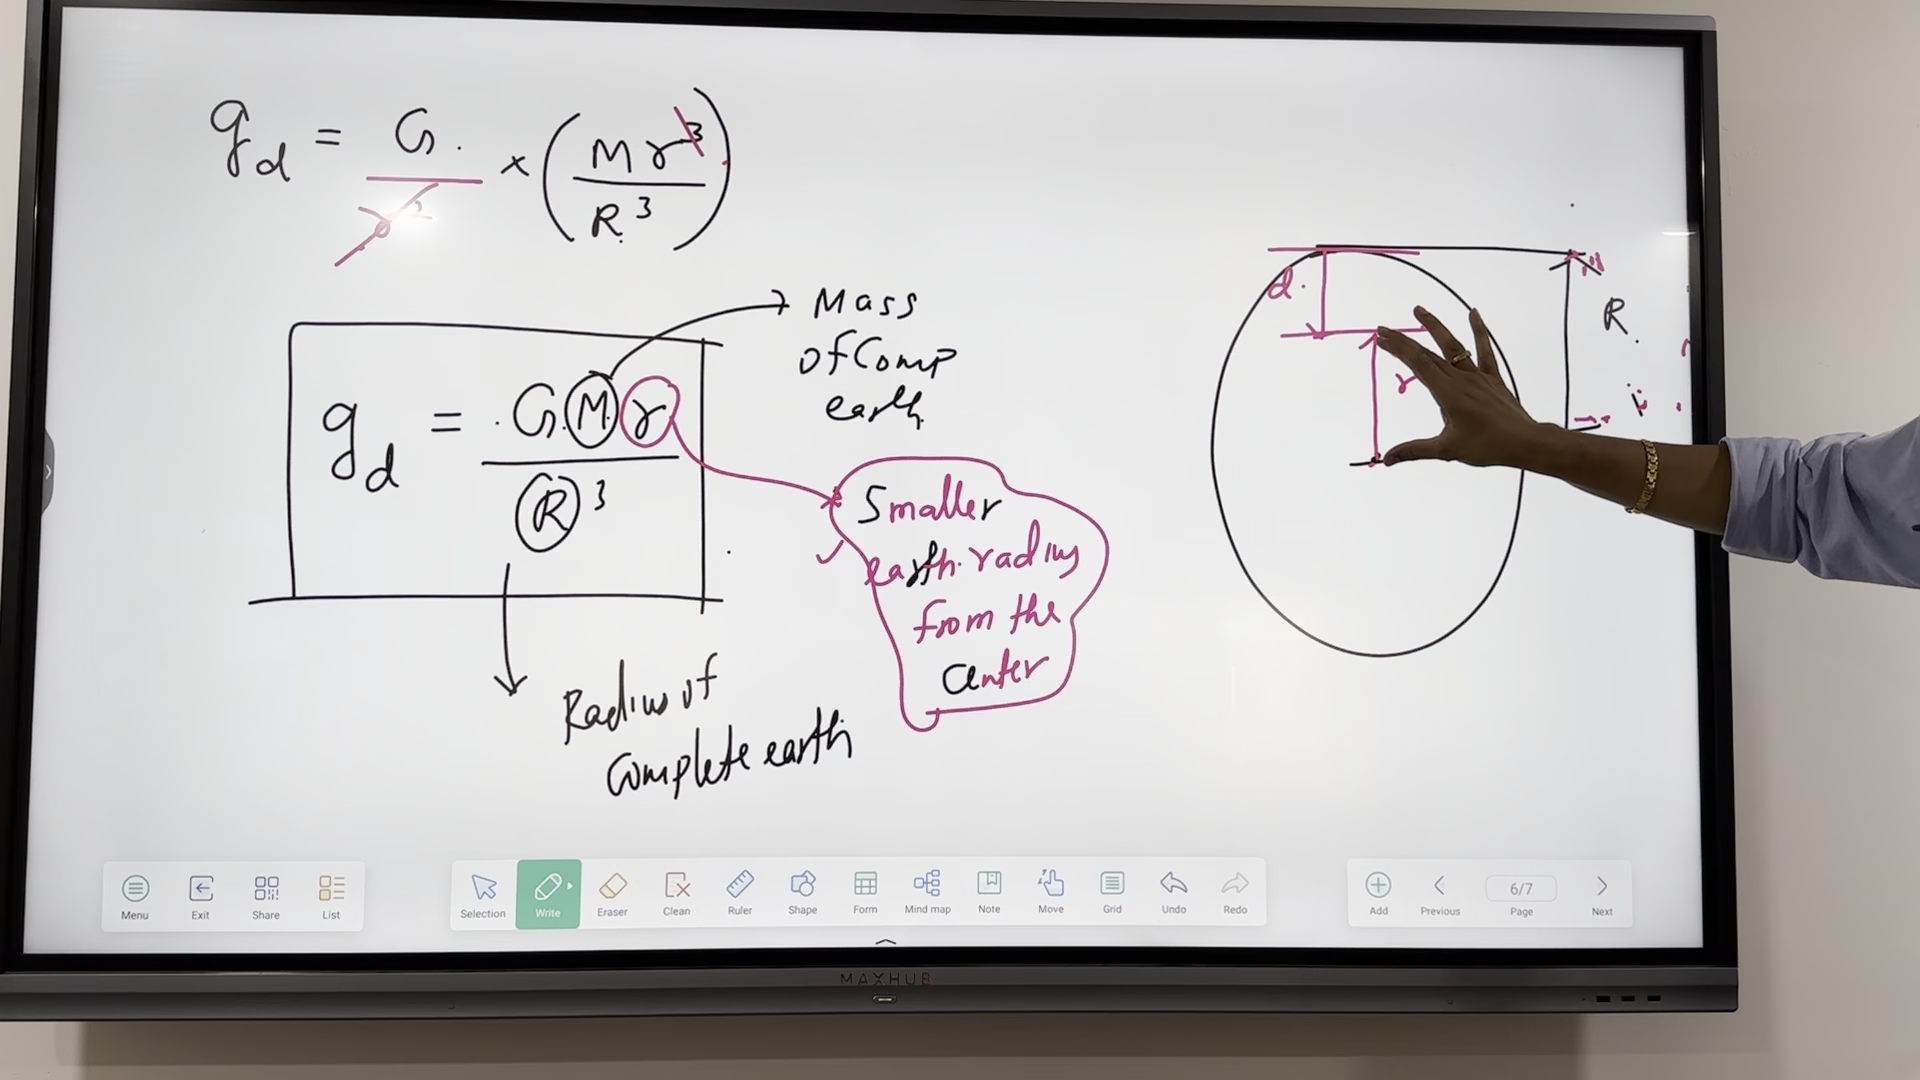 g_d = G. / r² × (M r³ / R³)
Mass
of Comp
earth
g_d = .G.M r / R³
Smaller
earth radius
from the
center
Radius of
Complete earth
d.
r
R.
Menu
Exit
Share
List
Selection
Write
Eraser
Clean
Ruler
Shape
Form
Mind map
Note
Move
Grid
Undo
Redo
Add
Previous
6/7
Page
Next
MAXHUB